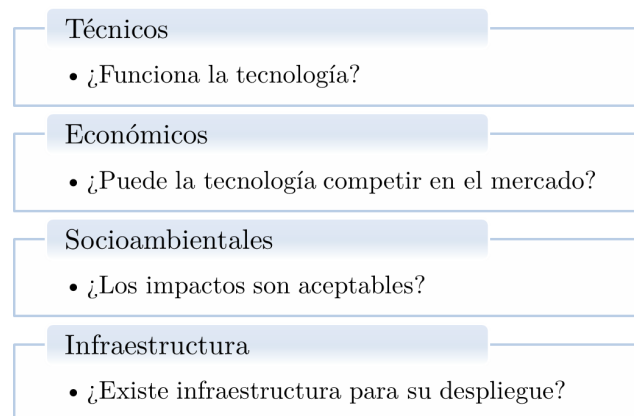 Técnicos
• ¿Funciona la tecnología?
Económicos
• ¿Puede la tecnología competir en el mercado?
Socioambientales
• ¿Los impactos son aceptables?
Infraestructura
• ¿Existe infraestructura para su despliegue?